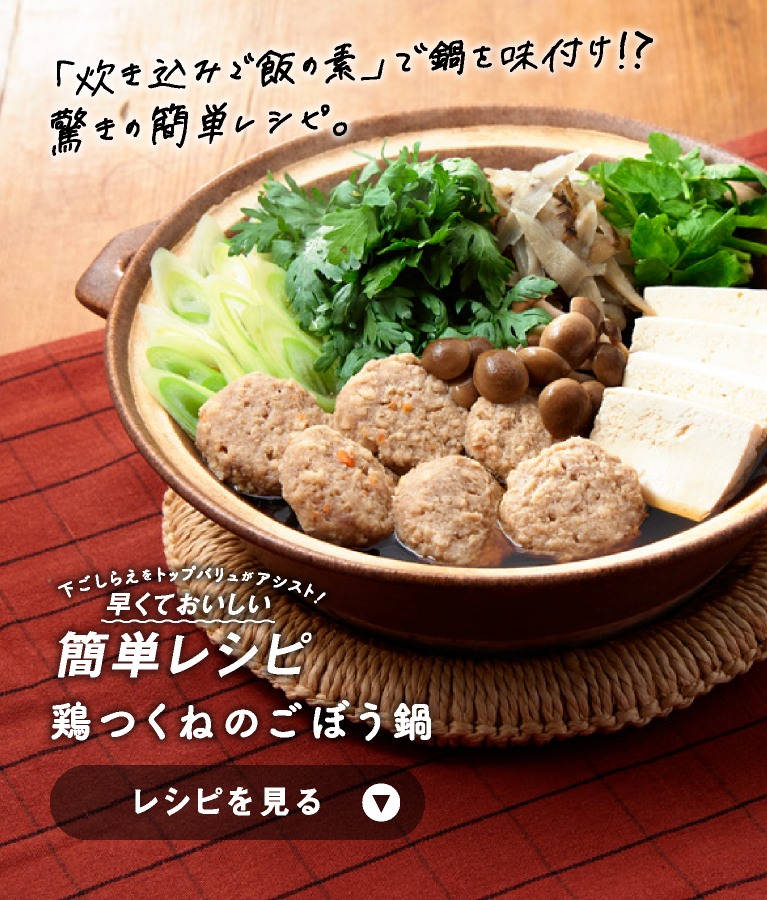 「炊き込みご飯の素」で鍋を味付け!?
驚きの簡単レシピ。
下ごしらえをトップバリュがアシスト!
早くておいしい
簡単レシピ
鶏つくねのごぼう鍋
レシピを見る